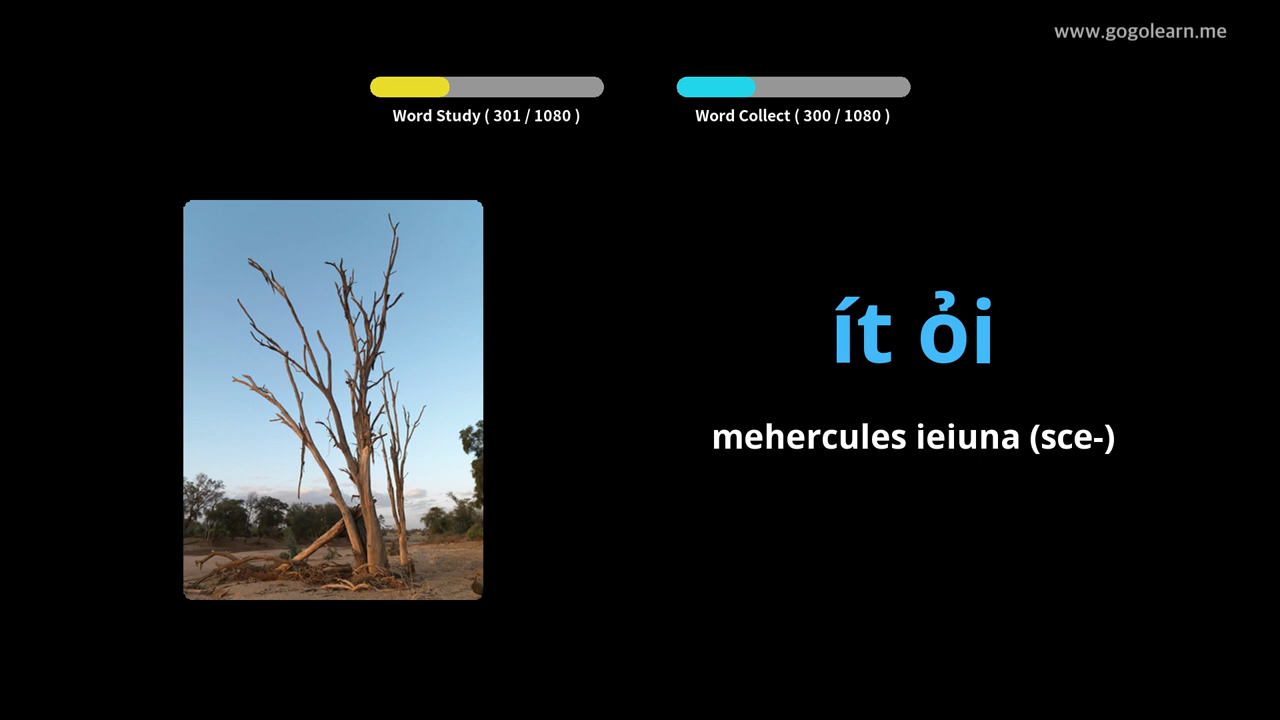 www.gogolearn.me
Word Study ( 301 / 1080 )
Word Collect ( 300 / 1080 )
ít ỏi
mehercules ieiuna (sce-)